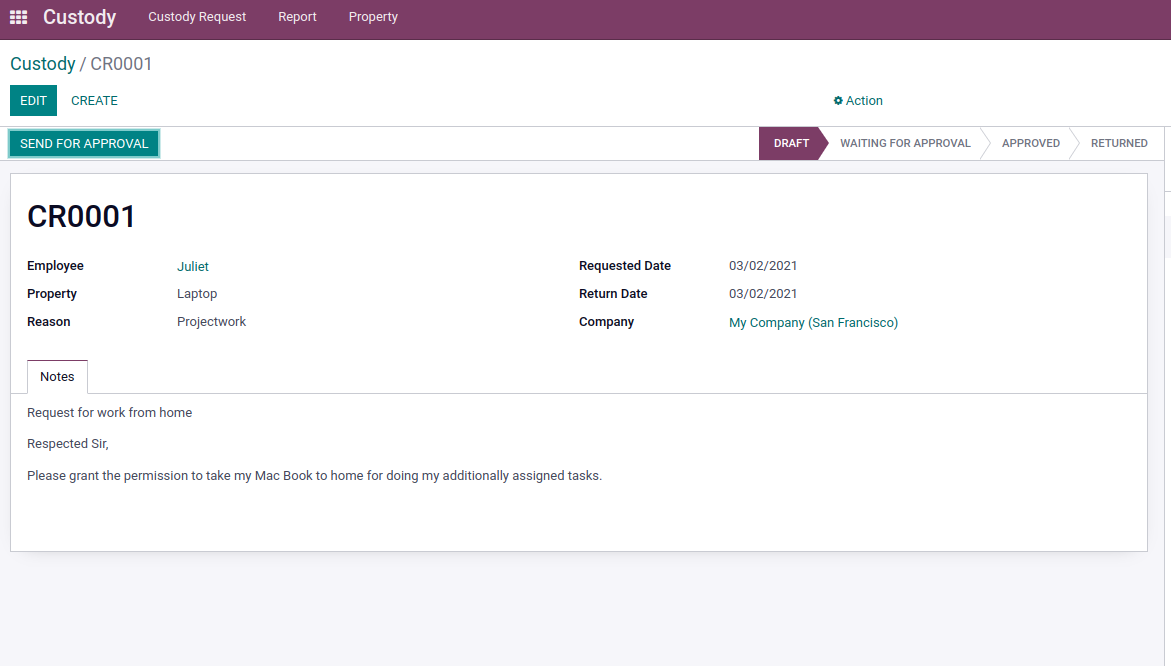 Custody Custody Request Report Property
Custody / CR0001
EDIT CREATE Action
SEND FOR APPROVAL DRAFT WAITING FOR APPROVAL APPROVED RETURNED
CR0001
Employee Juliet Requested Date 03/02/2021
Property Laptop Return Date 03/02/2021
Reason Projectwork Company My Company (San Francisco)
Notes
Request for work from home
Respected Sir,
Please grant the permission to take my Mac Book to home for doing my additionally assigned tasks.